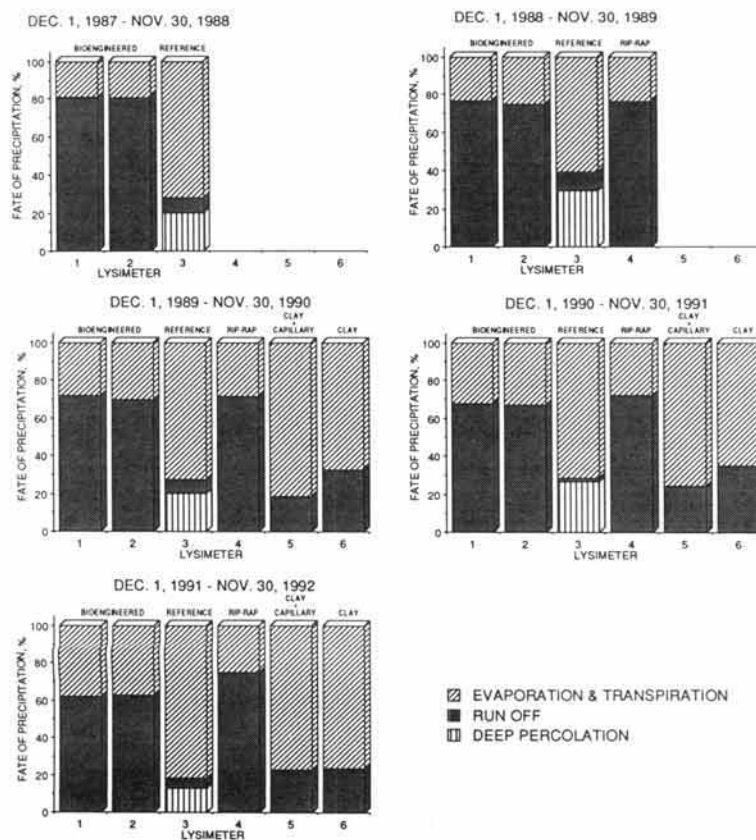 DEC. 1, 1987 - NOV. 30, 1988
BIOENGINEERED REFERENCE
FATE OF PRECIPITATION, %
100
80
60
40
20
0
1 2 3 4 5 6
LYSIMETER
DEC. 1, 1988 - NOV. 30, 1989
BIOENGINEERED REFERENCE RIP-RAP
FATE OF PRECIPITATION, %
100
80
60
40
20
0
1 2 3 4 5 6
LYSIMETER
DEC. 1, 1989 - NOV. 30, 1990
BIOENGINEERED REFERENCE RIP-RAP CLAY + CAPILLARY CLAY
FATE OF PRECIPITATION, %
100
80
60
40
20
0
1 2 3 4 5 6
LYSIMETER
DEC. 1, 1990 - NOV. 30, 1991
BIOENGINEERED REFERENCE RIP-RAP CLAY + CAPILLARY CLAY
FATE OF PRECIPITATION, %
100
80
60
40
20
0
1 2 3 4 5 6
LYSIMETER
DEC. 1, 1991 - NOV. 30, 1992
BIOENGINEERED REFERENCE RIP-RAP CLAY + CAPILLARY CLAY
FATE OF PRECIPITATION, %
100
80
60
40
20
0
1 2 3 4 5 6
LYSIMETER
EVAPORATION & TRANSPIRATION
RUN OFF
DEEP PERCOLATION